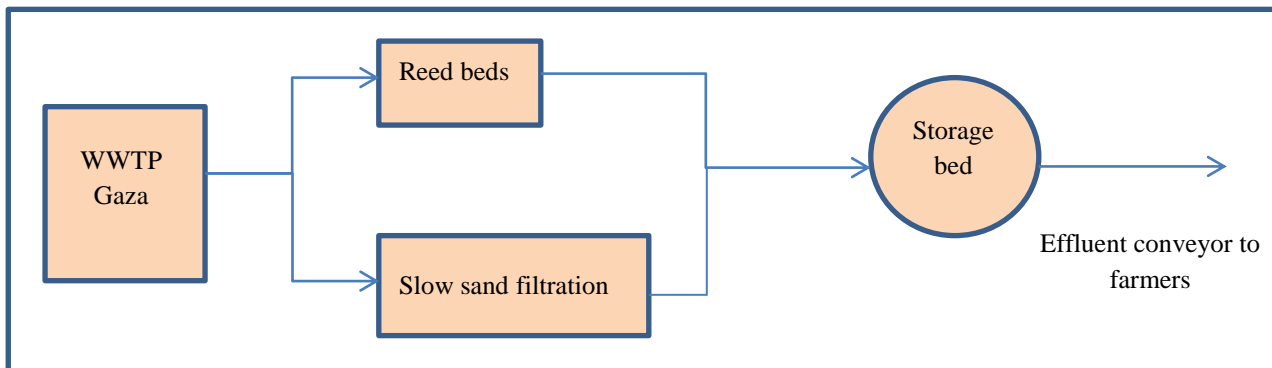 WWTP
Gaza
Reed beds
Slow sand filtration
Storage
bed
Effluent conveyor to
farmers